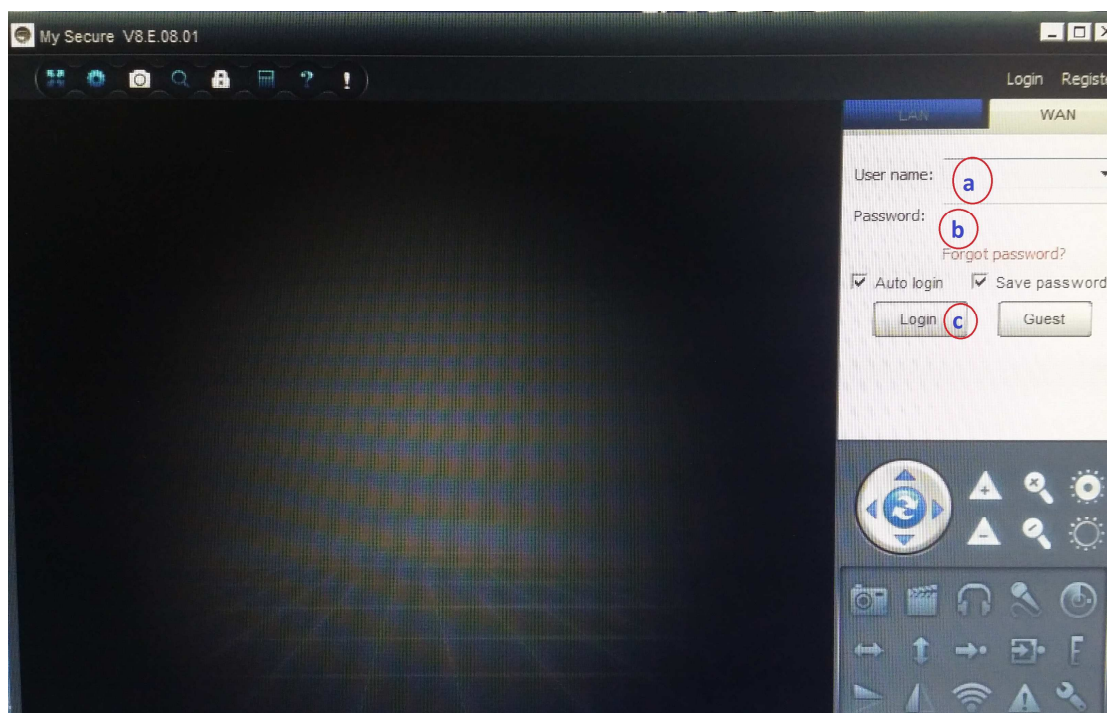 My Secure V8.E.08.01
Login Registe
LAN WAN
User name: a
Password: b
Forgot password?
Auto login Save password
Login c Guest